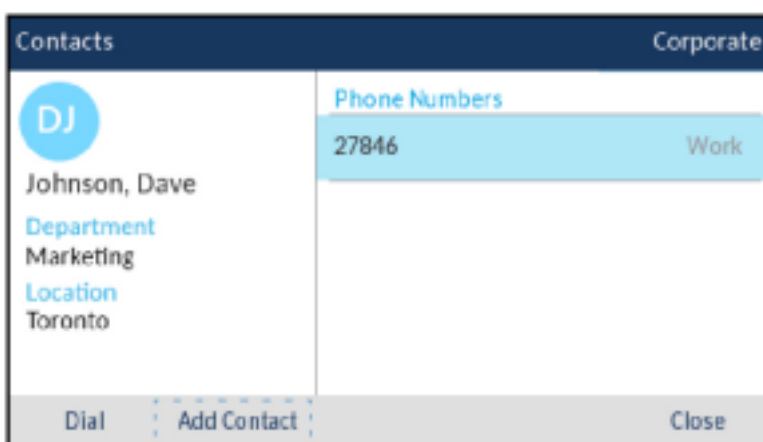 Contacts Corporate
DJ
Johnson, Dave
Department
Marketing
Location
Toronto
Phone Numbers
27846 Work
Dial Add Contact Close